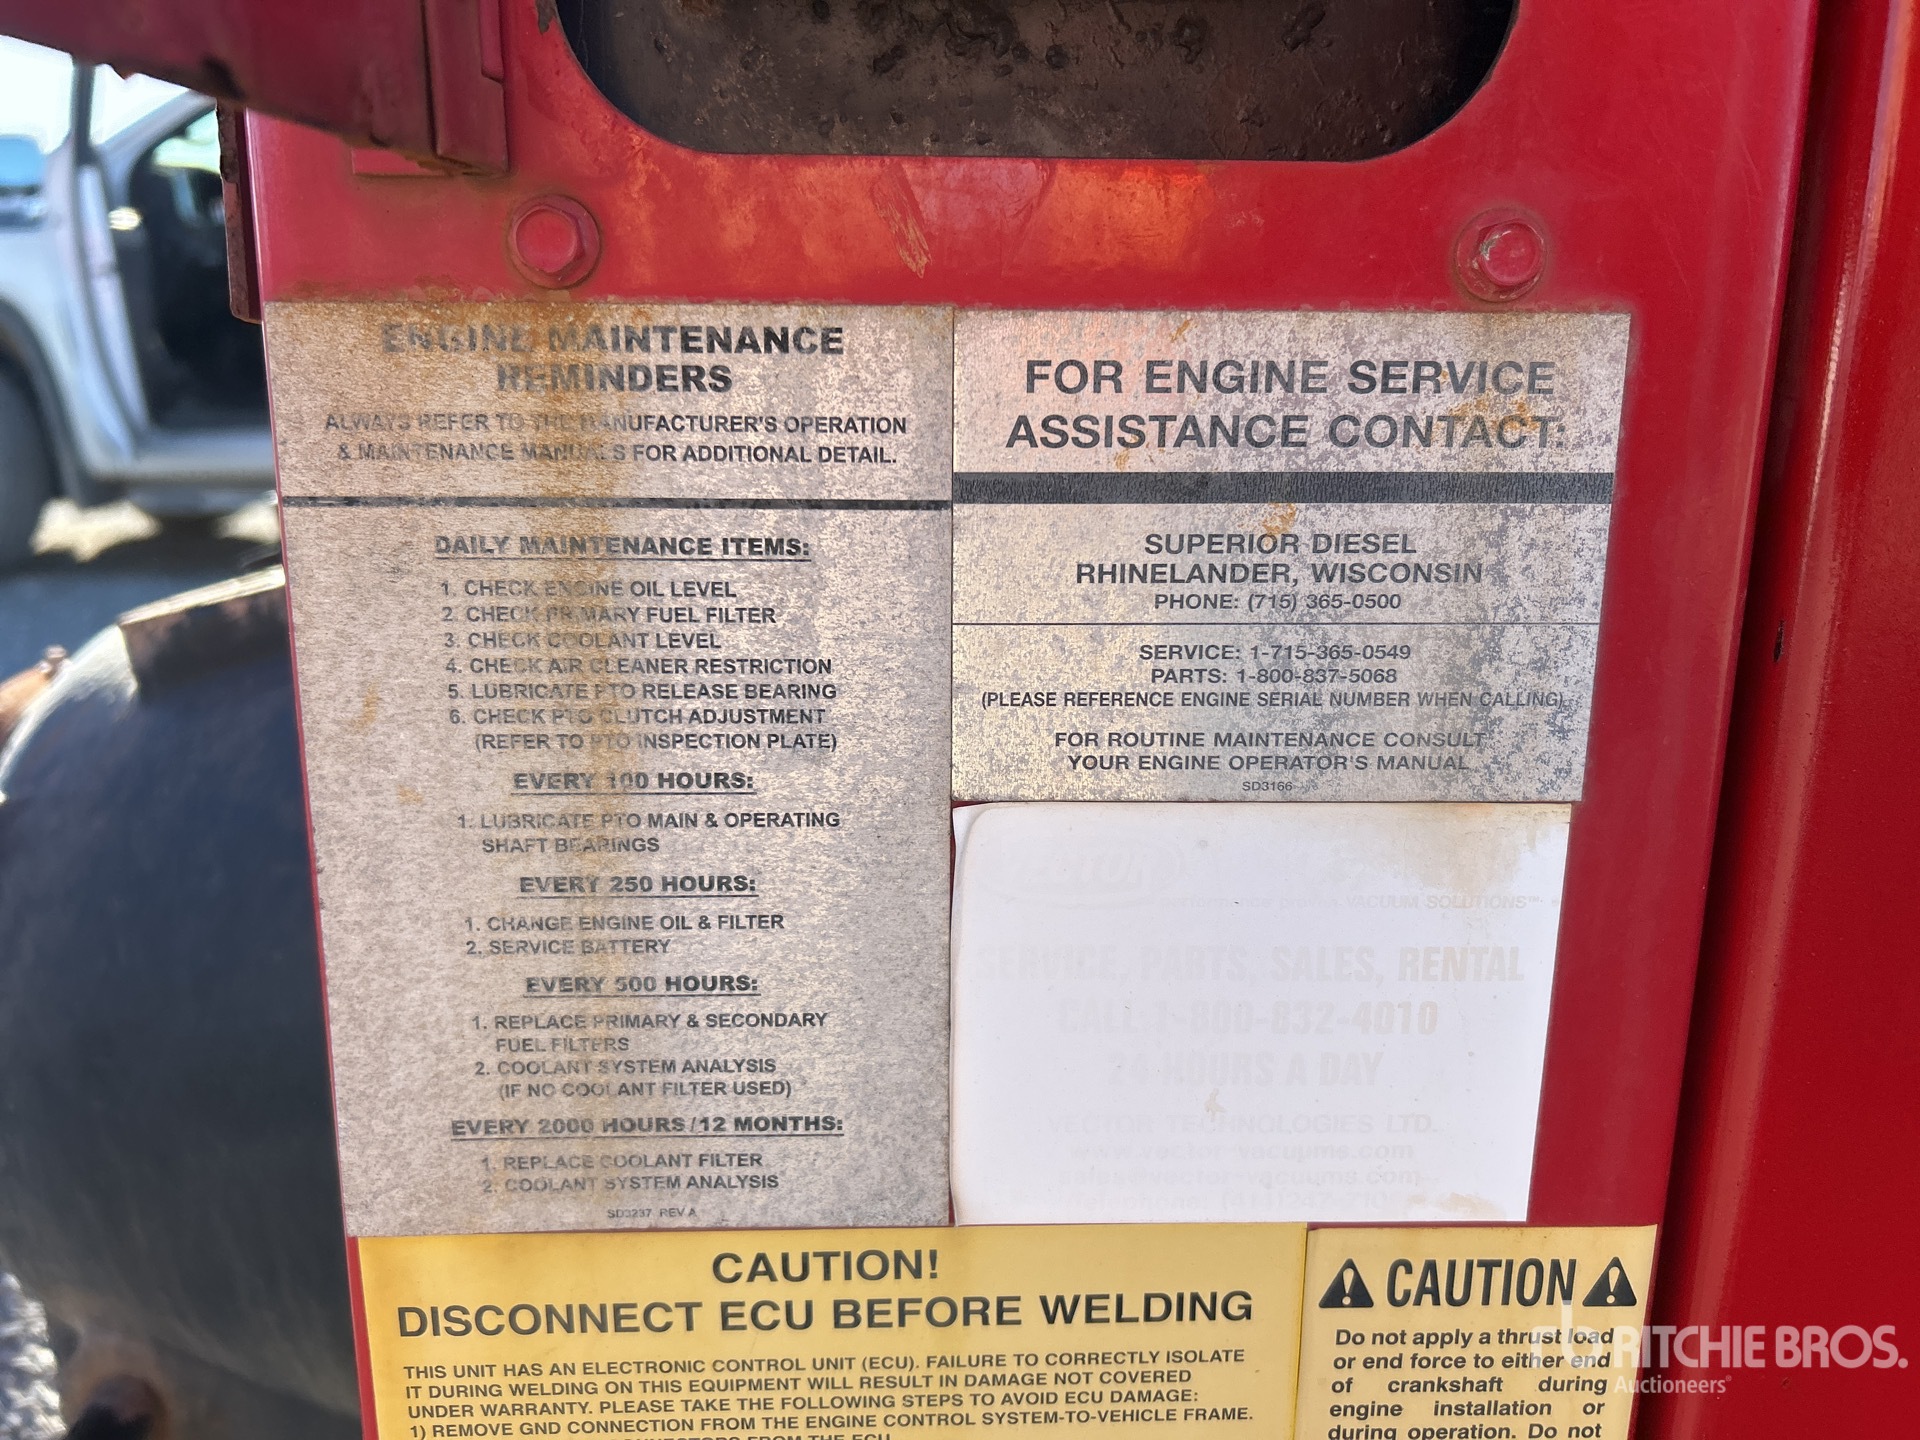 ENGINE MAINTENANCE
REMINDERS
ALWAYS REFER TO THE MANUFACTURER'S OPERATION
& MAINTENANCE MANUALS FOR ADDITIONAL DETAIL.
DAILY MAINTENANCE ITEMS:
1. CHECK ENGINE OIL LEVEL
2. CHECK PRIMARY FUEL FILTER
3. CHECK COOLANT LEVEL
4. CHECK AIR CLEANER RESTRICTION
5. LUBRICATE PTO RELEASE BEARING
6. CHECK PTO CLUTCH ADJUSTMENT
(REFER TO PTO INSPECTION PLATE)
EVERY 100 HOURS:
1. LUBRICATE PTO MAIN & OPERATING
SHAFT BEARINGS
EVERY 250 HOURS:
1. CHANGE ENGINE OIL & FILTER
2. SERVICE BATTERY
EVERY 500 HOURS:
1. REPLACE PRIMARY & SECONDARY
FUEL FILTERS
2. COOLANT SYSTEM ANALYSIS
(IF NO COOLANT FILTER USED)
EVERY 2000 HOURS/12 MONTHS:
1. REPLACE COOLANT FILTER
2. COOLANT SYSTEM ANALYSIS
SD3237 REV A
FOR ENGINE SERVICE
ASSISTANCE CONTACT:
SUPERIOR DIESEL
RHINELANDER, WISCONSIN
PHONE: (715) 365-0500
SERVICE: 1-715-365-0549
PARTS: 1-800-837-5068
(PLEASE REFERENCE ENGINE SERIAL NUMBER WHEN CALLING)
FOR ROUTINE MAINTENANCE CONSULT
YOUR ENGINE OPERATOR'S MANUAL
SD3166
VACUUM SOLUTIONS™
SERVICE, PARTS, SALES, RENTAL
CALL 1-800-832-4010
24 HOURS A DAY
VECTOR TECHNOLOGIES LTD.
www.vector-vacuums.com
sales@vector-vacuums.com
CAUTION!
DISCONNECT ECU BEFORE WELDING
THIS UNIT HAS AN ELECTRONIC CONTROL UNIT (ECU). FAILURE TO CORRECTLY ISOLATE
IT DURING WELDING ON THIS EQUIPMENT WILL RESULT IN DAMAGE NOT COVERED
UNDER WARRANTY. PLEASE TAKE THE FOLLOWING STEPS TO AVOID ECU DAMAGE:
1) REMOVE GND CONNECTION FROM THE ENGINE CONTROL SYSTEM-TO-VEHICLE FRAME.
FROM THE ECU
CAUTION
Do not apply a thrust load
or end force to either end
of crankshaft during
engine installation or
during operation. Do not
RITCHIE BROS.
Auctioneers